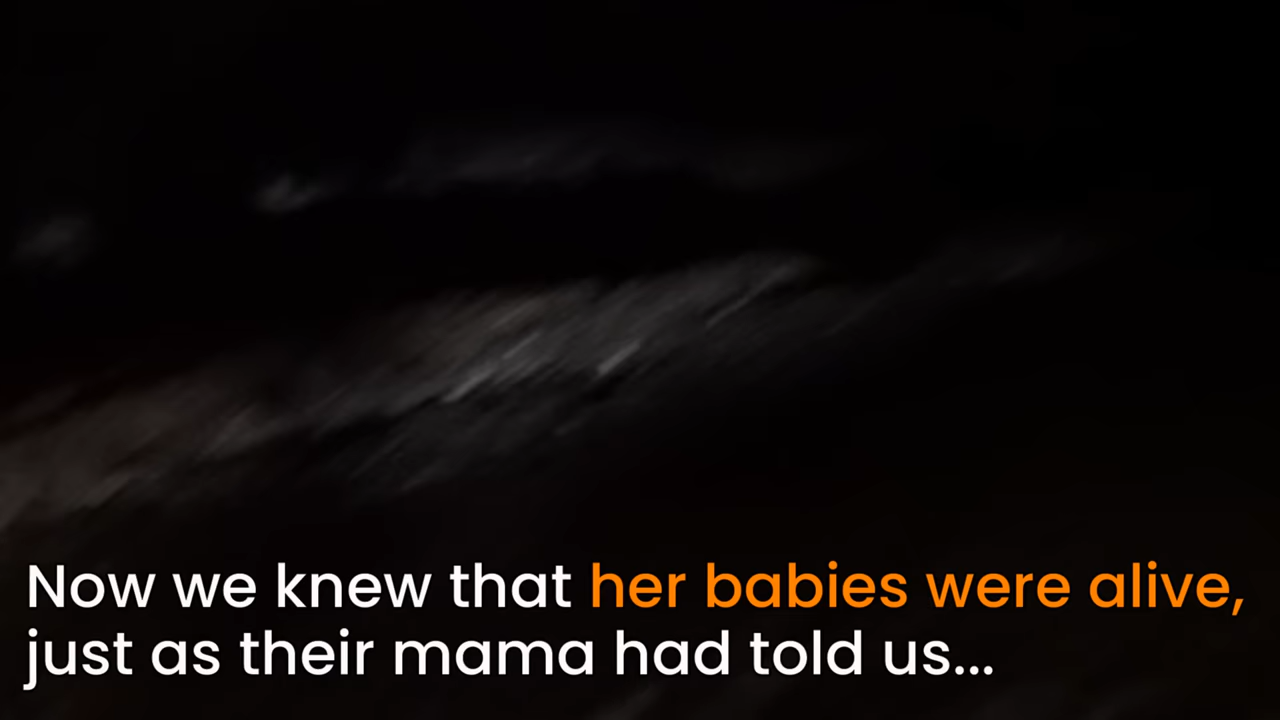 Now we knew that her babies were alive,
just as their mama had told us...